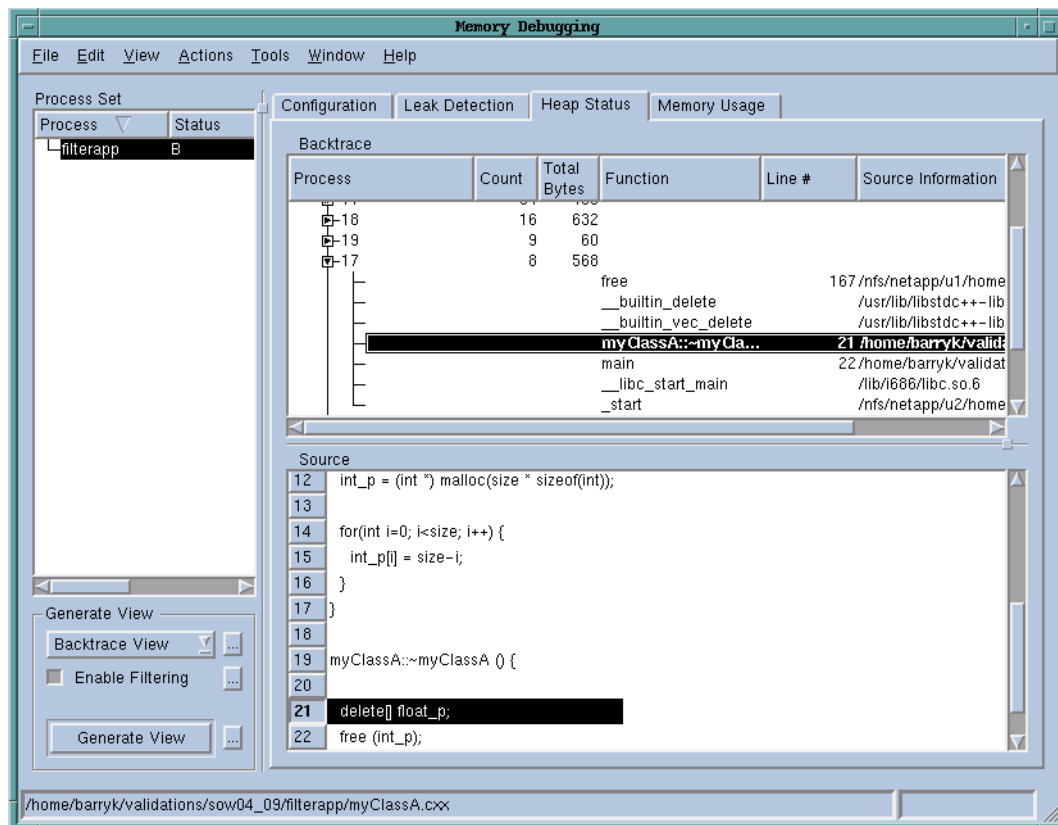 Memory Debugging
File Edit View Actions Tools Window Help
Process Set
Process Status
filterapp B
Configuration Leak Detection Heap Status Memory Usage
Backtrace
Process Count Total Bytes Function Line # Source Information
18 16 632
19 9 60
17 8 568
free 167 /nfs/netapp/u1/home
__builtin_delete /usr/lib/libstdc++-lib
__builtin_vec_delete /usr/lib/libstdc++-lib
myClassA::~myCla... 21 /home/barryk/valida
main 22 /home/barryk/validat
__libc_start_main /lib/i686/libc.so.6
_start /nfs/netapp/u2/home
Source
12 int_p = (int *) malloc(size * sizeof(int));
13
14 for(int i=0; i<size; i++) {
15 int_p[i] = size-i;
16 }
17 }
18
19 myClassA::~myClassA () {
20
21 delete[] float_p;
22 free (int_p);
Generate View
Backtrace View ...
Enable Filtering ...
Generate View ...
/home/barryk/validations/sow04_09/filterapp/myClassA.cxx